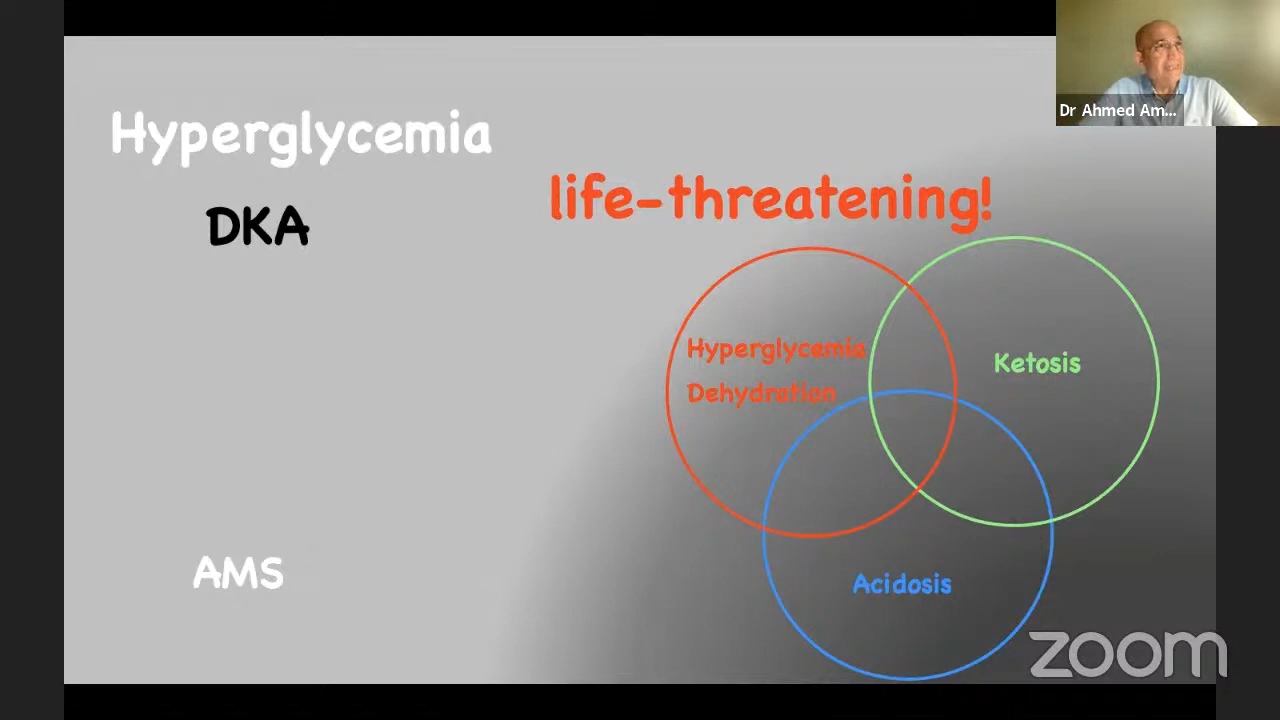 Hyperglycemia
DKA
life-threatening!
Hyperglycemia
Dehydration
Ketosis
Acidosis
AMS
Dr Ahmed Am...
zoom